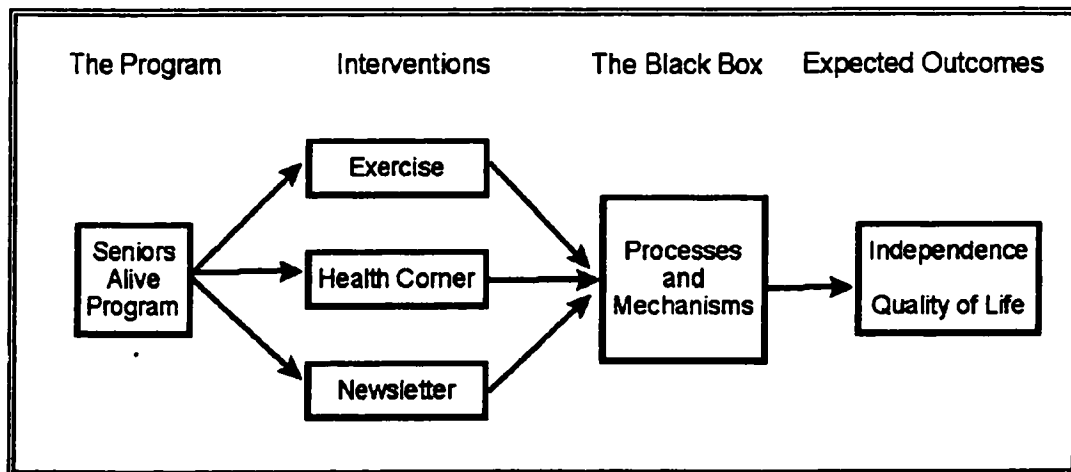 The Program
Interventions
The Black Box
Expected Outcomes
Seniors
Alive
Program
Exercise
Health Corner
Newsletter
Processes
and
Mechanisms
Independence
Quality of Life